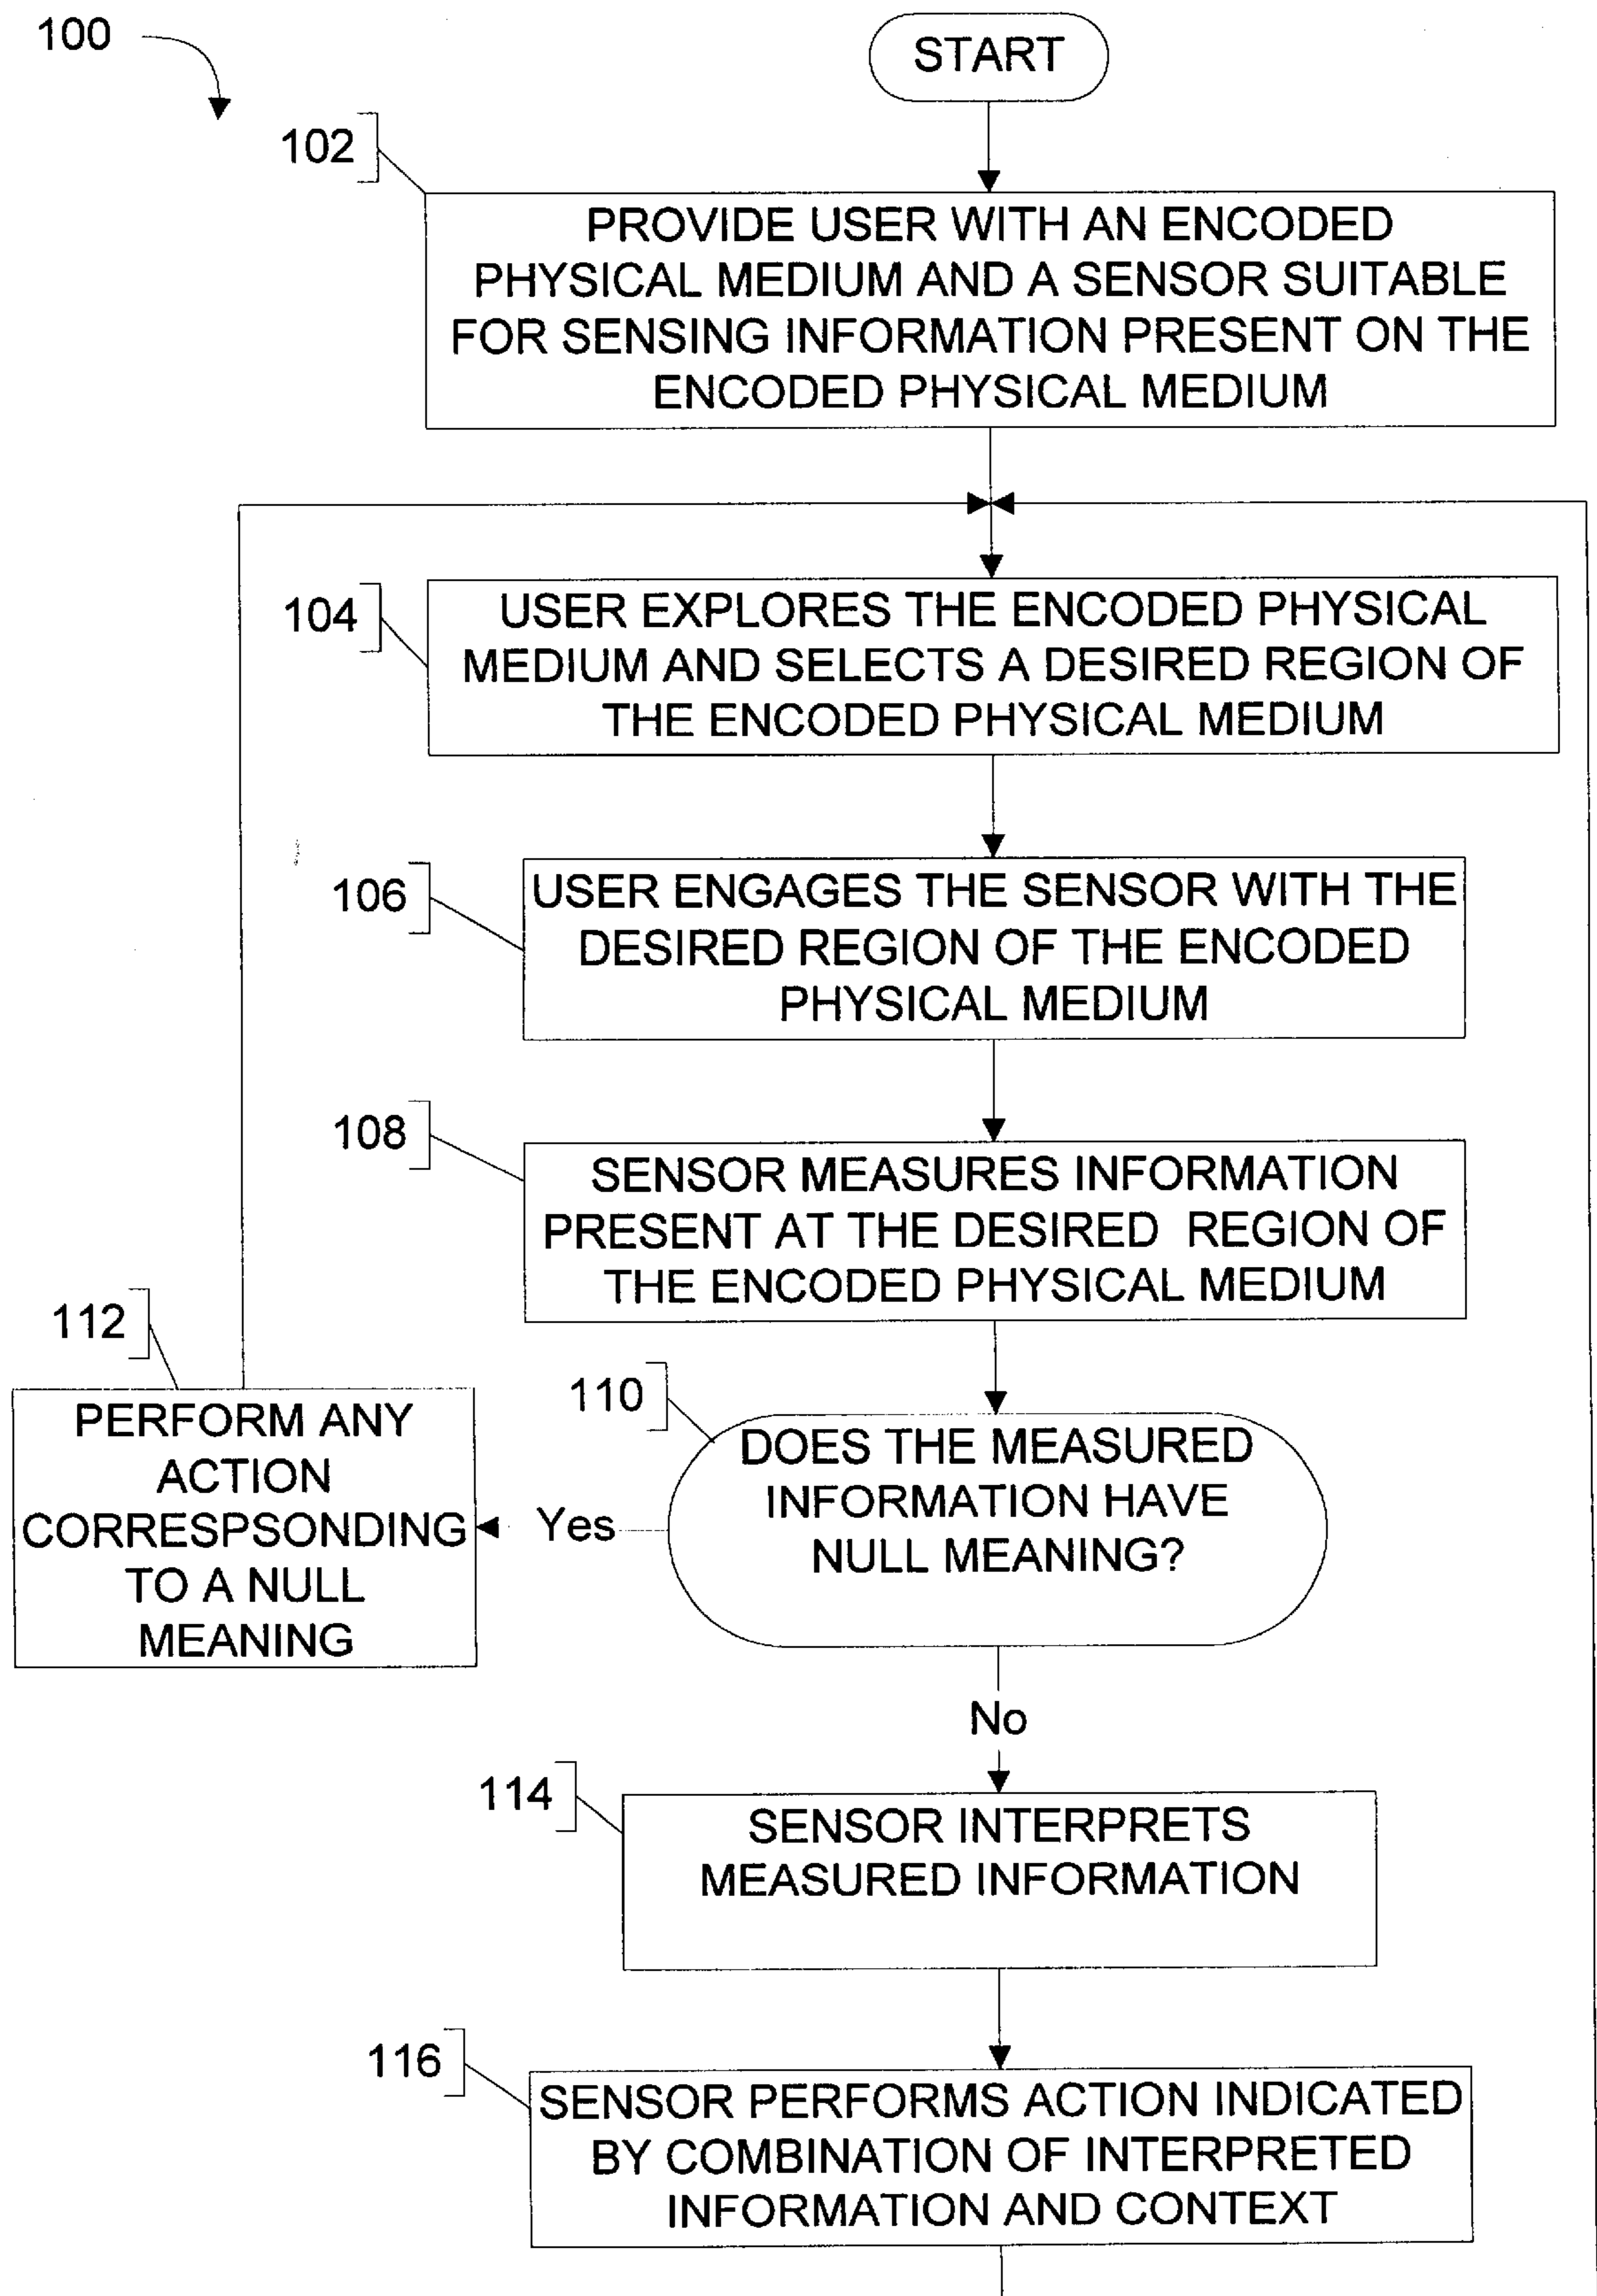 100
START
102
PROVIDE USER WITH AN ENCODED
PHYSICAL MEDIUM AND A SENSOR SUITABLE
FOR SENSING INFORMATION PRESENT ON THE
ENCODED PHYSICAL MEDIUM
104
USER EXPLORES THE ENCODED PHYSICAL
MEDIUM AND SELECTS A DESIRED REGION OF
THE ENCODED PHYSICAL MEDIUM
106
USER ENGAGES THE SENSOR WITH THE
DESIRED REGION OF THE ENCODED
PHYSICAL MEDIUM
108
SENSOR MEASURES INFORMATION
PRESENT AT THE DESIRED REGION OF
THE ENCODED PHYSICAL MEDIUM
110
DOES THE MEASURED
INFORMATION HAVE
NULL MEANING?
Yes
112
PERFORM ANY
ACTION
CORRESPSONDING
TO A NULL
MEANING
No
114
SENSOR INTERPRETS
MEASURED INFORMATION
116
SENSOR PERFORMS ACTION INDICATED
BY COMBINATION OF INTERPRETED
INFORMATION AND CONTEXT